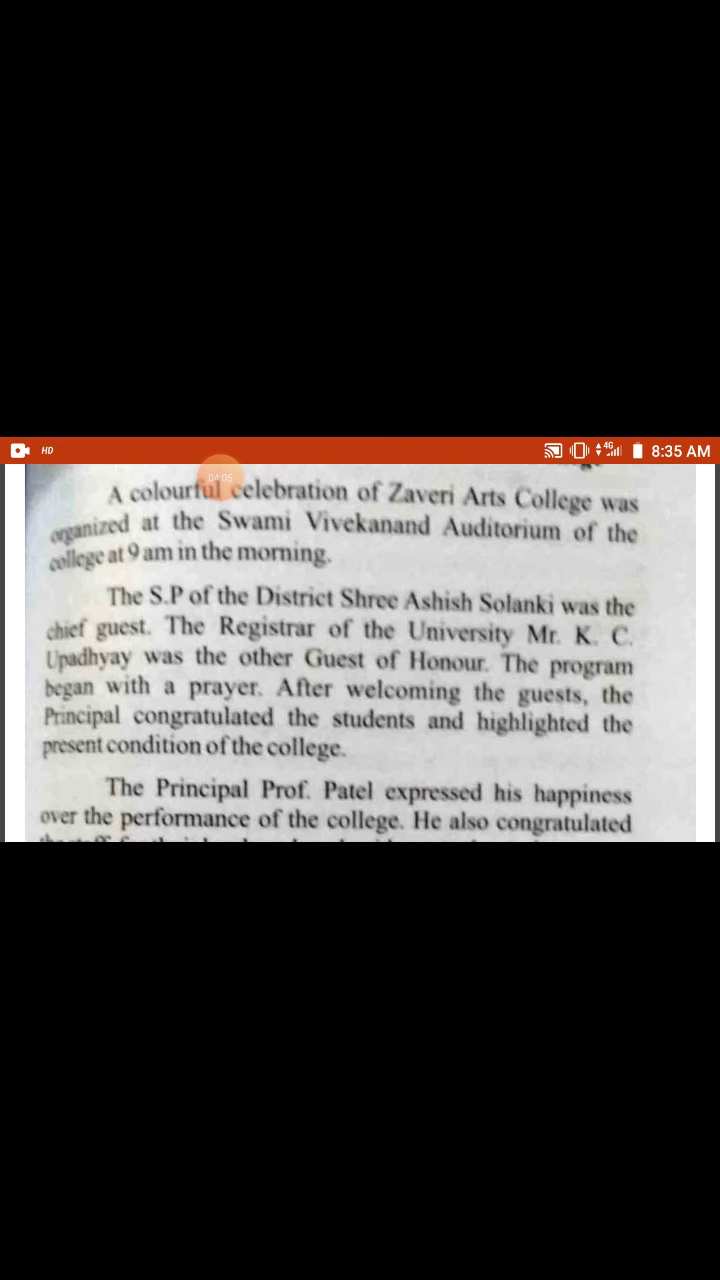 HD
4G
8:35 AM
04:05
A colourful celebration of Zaveri Arts College was
organized at the Swami Vivekanand Auditorium of the
college at 9 am in the morning.
The S.P of the District Shree Ashish Solanki was the
chief guest. The Registrar of the University Mr. K. C.
Upadhyay was the other Guest of Honour. The program
began with a prayer. After welcoming the guests, the
Principal congratulated the students and highlighted the
present condition of the college.
The Principal Prof. Patel expressed his happiness
over the performance of the college. He also congratulated